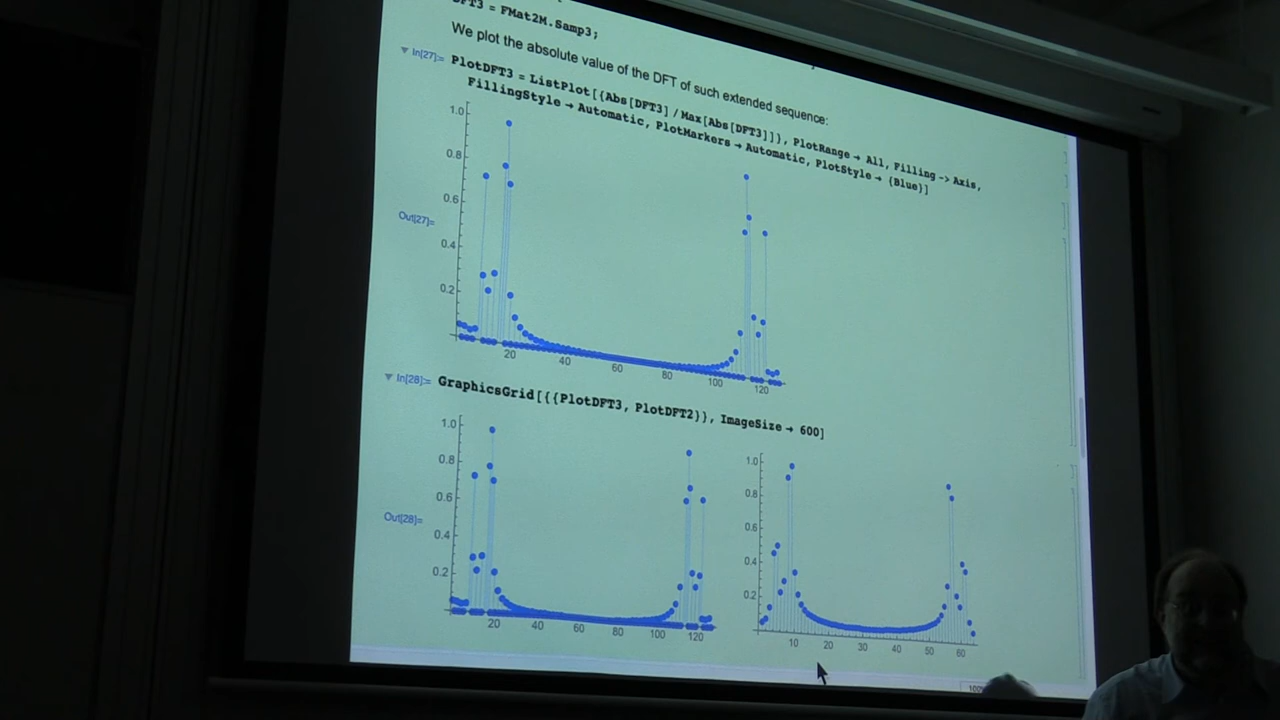 DFT3 = FMat2M.Samp3;
We plot the absolute value of the DFT of such extended sequence:
In[27]:= PlotDFT3 = ListPlot[{Abs[DFT3] / Max[Abs[DFT3]]}, PlotRange → All, Filling -> Axis,
FillingStyle → Automatic, PlotMarkers → Automatic, PlotStyle → {Blue}]
1.0
0.8
0.6
Out[27]=
0.4
0.2
20 40 60 80 100 120
In[28]:= GraphicsGrid[{{PlotDFT3, PlotDFT2}}, ImageSize → 600]
1.0
0.8
0.6
Out[28]=
0.4
0.2
20 40 60 80 100 120
1.0
0.8
0.6
0.4
0.2
10 20 30 40 50 60